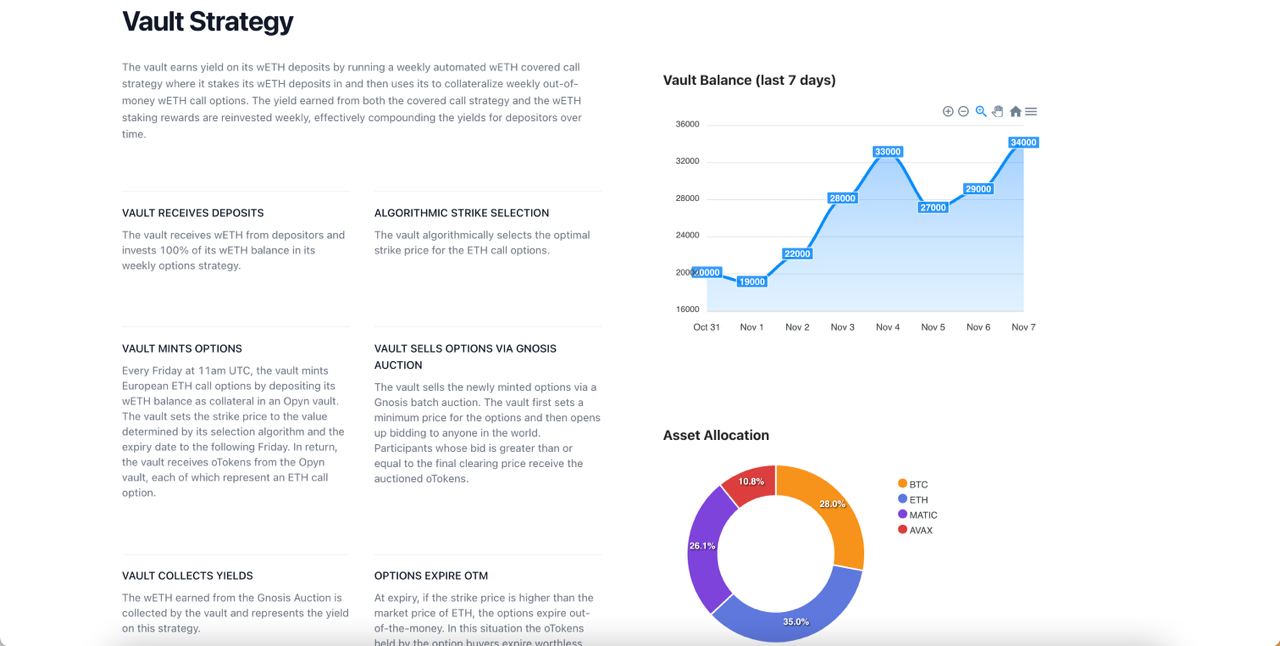 Vault Strategy
The vault earns yield on its wETH deposits by running a weekly automated wETH covered call
strategy where it stakes its wETH deposits in and then uses its to collateralize weekly out-of-
money wETH call options. The yield earned from both the covered call strategy and the wETH
staking rewards are reinvested weekly, effectively compounding the yields for depositors over
time.
VAULT RECEIVES DEPOSITS
The vault receives wETH from depositors and
invests 100% of its wETH balance in its
weekly options strategy.
ALGORITHMIC STRIKE SELECTION
The vault algorithmically selects the optimal
strike price for the ETH call options.
VAULT MINTS OPTIONS
Every Friday at 11am UTC, the vault mints
European ETH call options by depositing its
wETH balance as collateral in an Opyn vault.
The vault sets the strike price to the value
determined by its selection algorithm and the
expiry date to the following Friday. In return,
the vault receives oTokens from the Opyn
vault, each of which represent an ETH call
option.
VAULT SELLS OPTIONS VIA GNOSIS
AUCTION
The vault sells the newly minted options via a
Gnosis batch auction. The vault first sets a
minimum price for the options and then opens
up bidding to anyone in the world.
Participants whose bid is greater than or
equal to the final clearing price receive the
auctioned oTokens.
VAULT COLLECTS YIELDS
The wETH earned from the Gnosis Auction is
collected by the vault and represents the yield
on this strategy.
OPTIONS EXPIRE OTM
At expiry, if the strike price is higher than the
market price of ETH, the options expire out-
of-the-money. In this situation the oTokens
held by the option buyers expire worthless
Vault Balance (last 7 days)
36000
32000
28000
24000
20000
16000
20000
19000
22000
28000
33000
27000
29000
34000
Oct 31 Nov 1 Nov 2 Nov 3 Nov 4 Nov 5 Nov 6 Nov 7
Asset Allocation
10.8%
28.0%
26.1%
35.0%
BTC
ETH
MATIC
AVAX